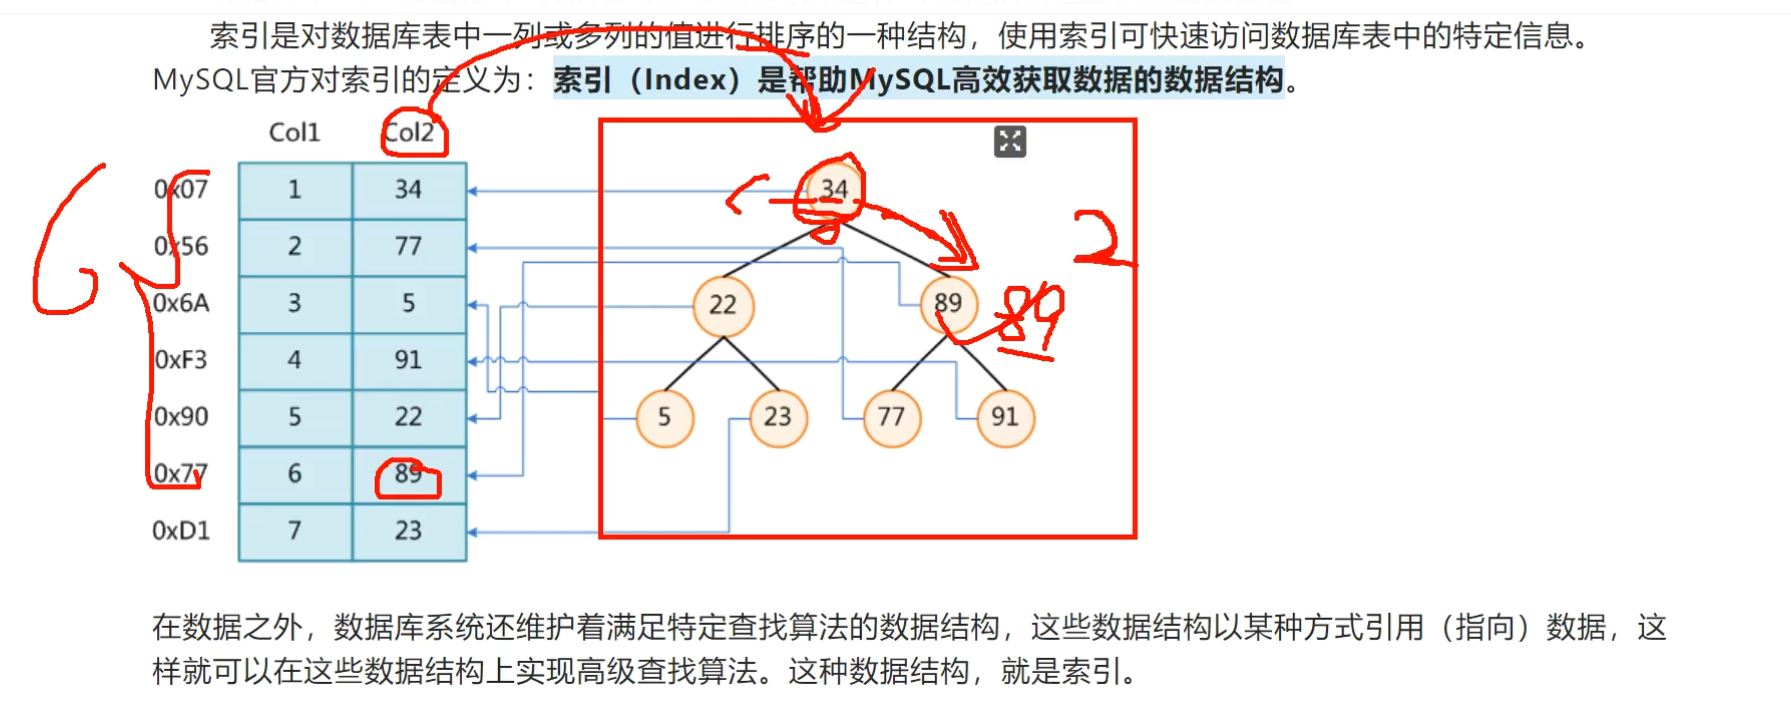 索引是对数据库表中一列或多列的值进行排序的一种结构，使用索引可快速访问数据库表中的特定信息。
MySQL官方对索引的定义为：索引（Index）是帮助MySQL高效获取数据的数据结构。
Col1 Col2
0x07 1 34
0x56 2 77
0x6A 3 5
0xF3 4 91
0x90 5 22
0x77 6 89
0xD1 7 23
34
2
22 89 89
5 23 77 91
6
在数据之外，数据库系统还维护着满足特定查找算法的数据结构，这些数据结构以某种方式引用（指向）数据，这
样就可以在这些数据结构上实现高级查找算法。这种数据结构，就是索引。